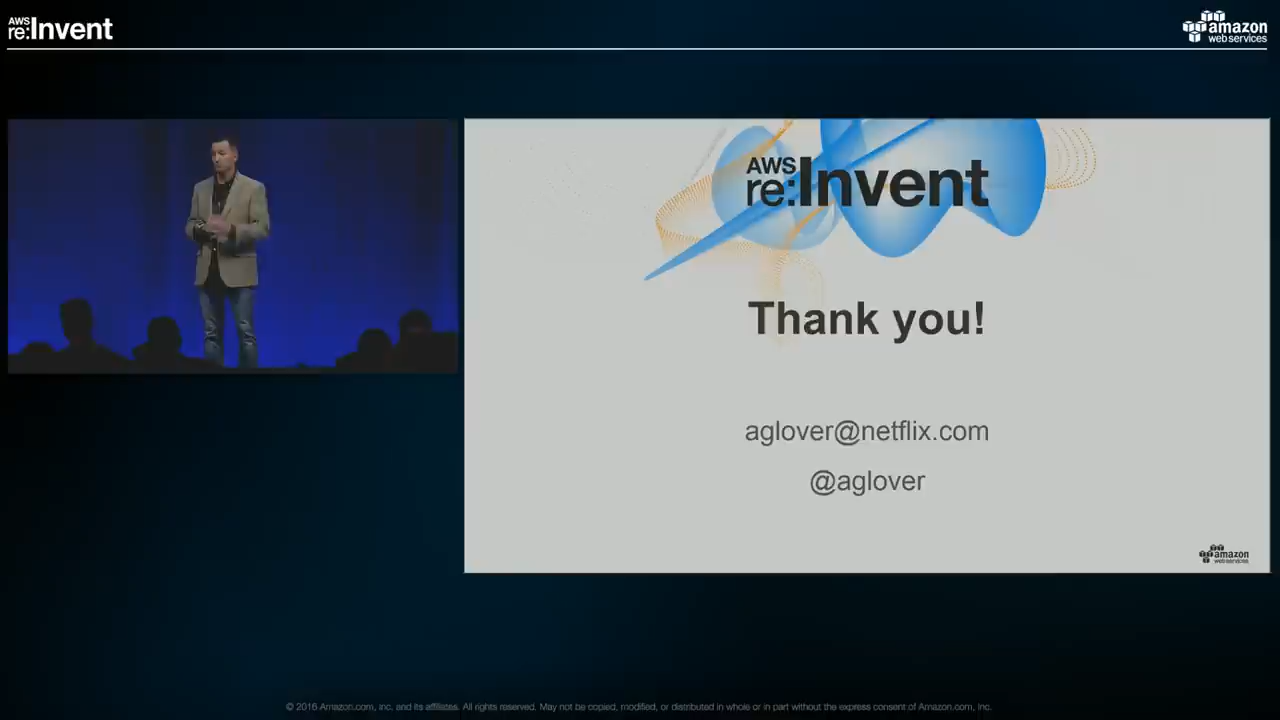 AWS
re:Invent
amazon
web services
AWS
re:Invent
Thank you!
aglover@netflix.com
@aglover
amazon
web services
© 2016 Amazon.com, Inc. and its affiliates. All rights reserved. May not be copied, modified, or distributed in whole or in part without the express consent of Amazon.com, Inc.